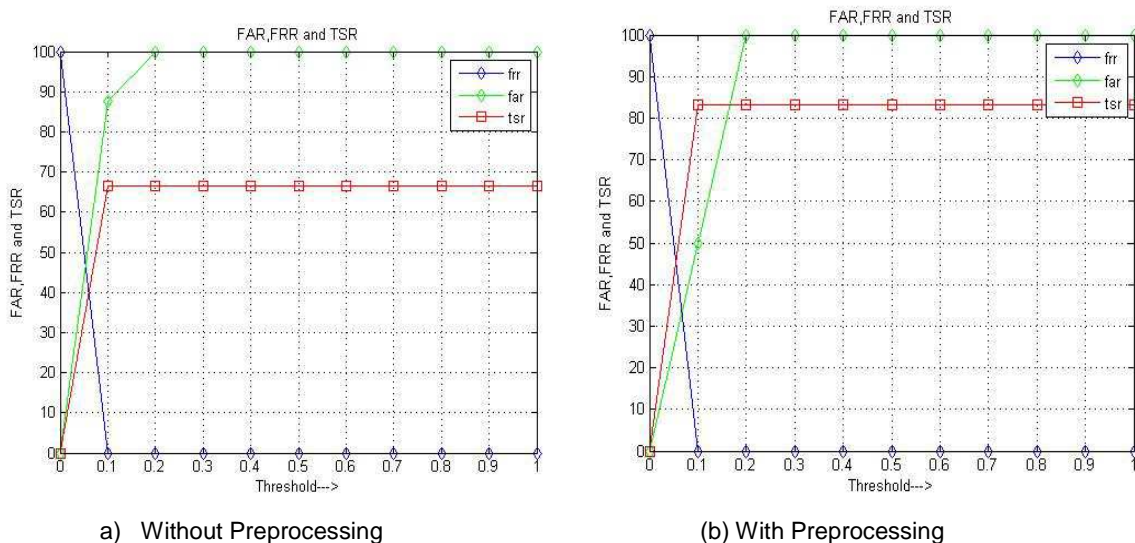 FAR,FRR and TSR
100
90
80
70
60
50
40
30
20
10
0
FAR,FRR and TSR
frr
far
tsr
0 0.1 0.2 0.3 0.4 0.5 0.6 0.7 0.8 0.9 1
Threshold--->
a) Without Preprocessing
FAR,FRR and TSR
100
90
80
70
60
50
40
30
20
10
0
FAR,FRR and TSR
frr
far
tsr
0 0.1 0.2 0.3 0.4 0.5 0.6 0.7 0.8 0.9 1
Threshold--->
(b) With Preprocessing